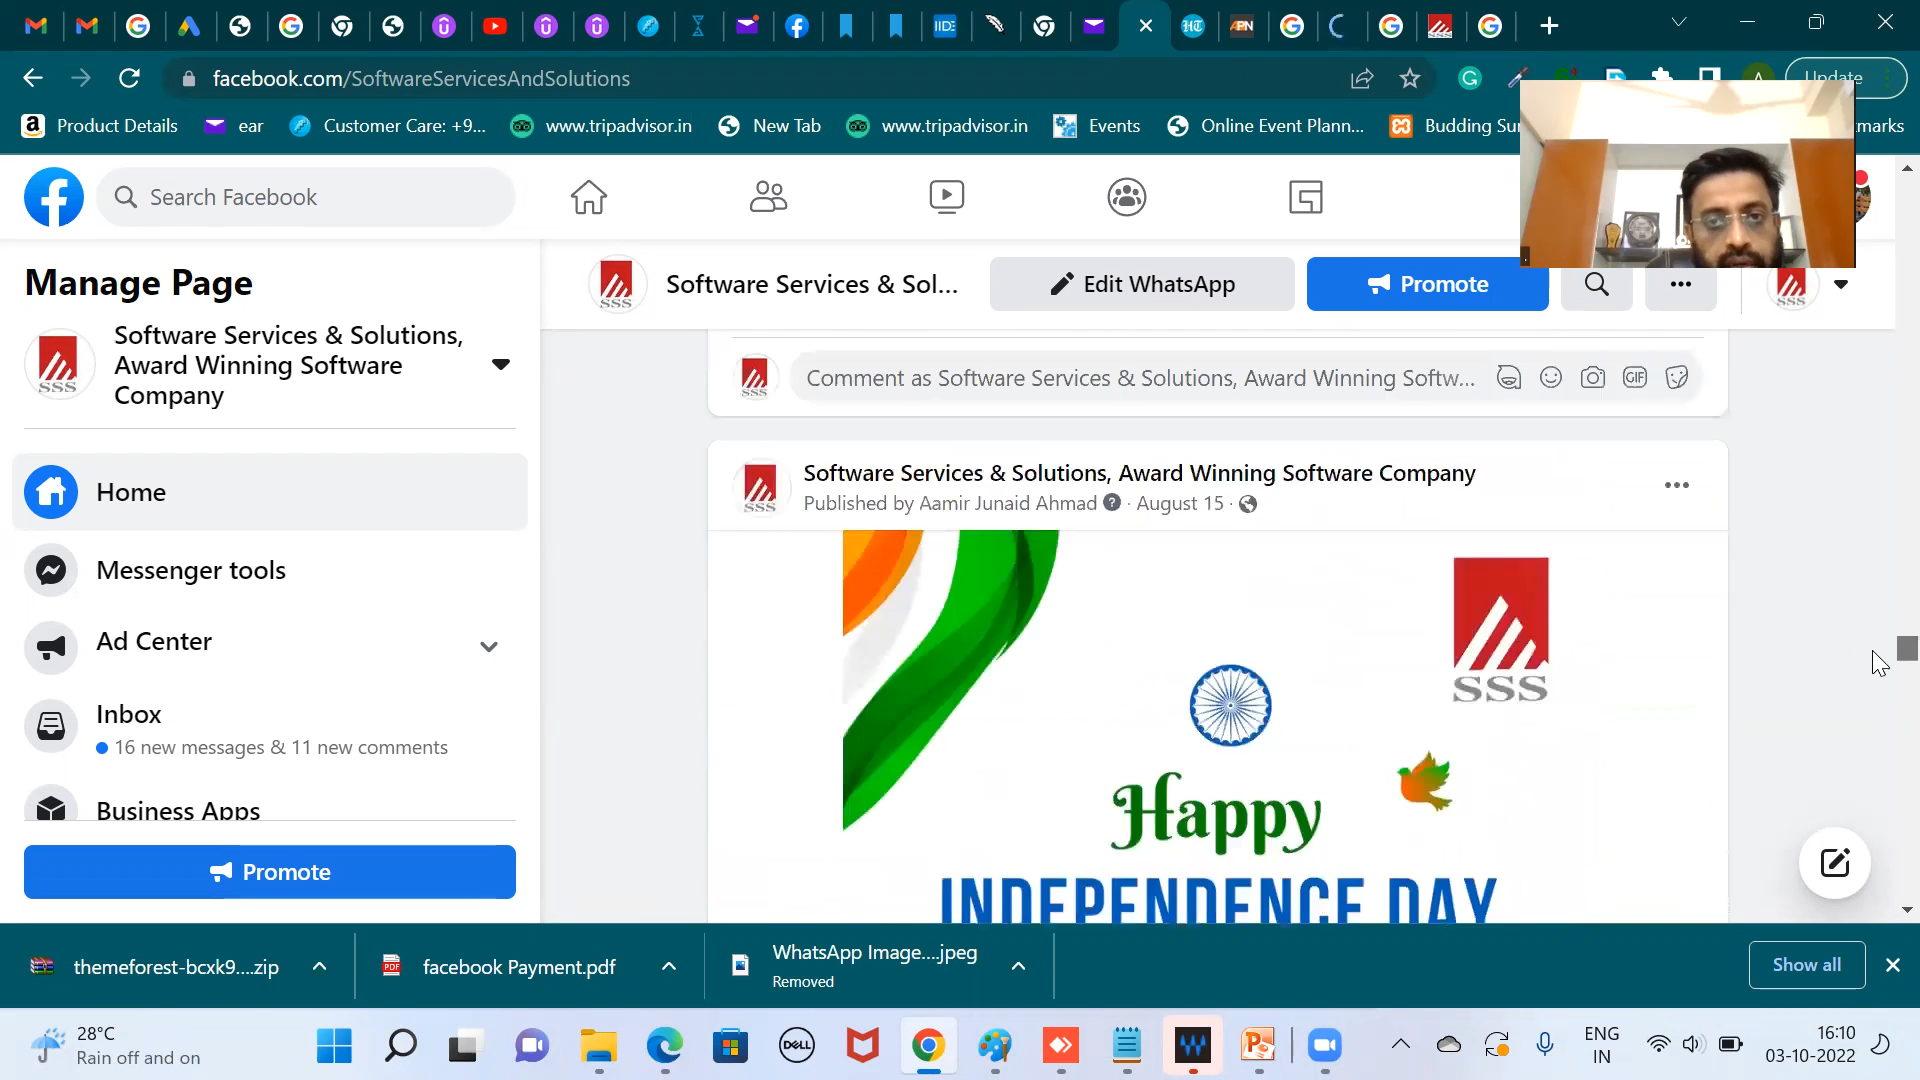 facebook.com/SoftwareServicesAndSolutions
Update
Product Details
ear
Customer Care: +9...
www.tripadvisor.in
New Tab
www.tripadvisor.in
Events
Online Event Plann...
Budding Su
marks
Search Facebook
Manage Page
Software Services & Solutions,
Award Winning Software
Company
Home
Messenger tools
Ad Center
Inbox
16 new messages & 11 new comments
Business Apps
Promote
Software Services & Sol...
Edit WhatsApp
Promote
SSS
Comment as Software Services & Solutions, Award Winning Softw...
GIF
Software Services & Solutions, Award Winning Software Company
Published by Aamir Junaid Ahmad · August 15 ·
SSS
Happy
INDEPENDENCE DAY
themeforest-bcxk9....zip
facebook Payment.pdf
WhatsApp Image....jpeg
Removed
Show all
28°C
Rain off and on
DELL
ENG
IN
16:10
03-10-2022